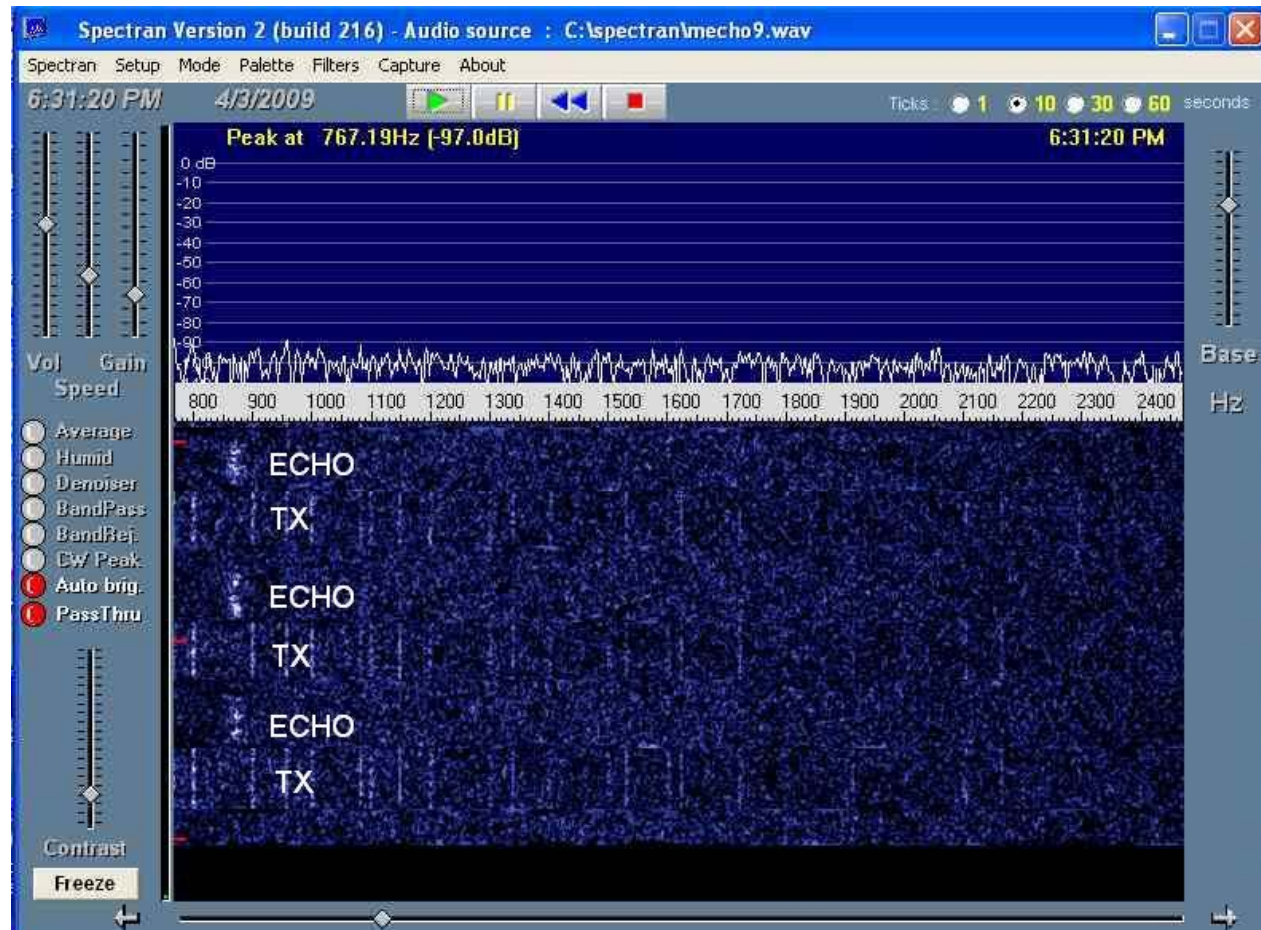 Spectran Version 2 (build 216) - Audio source : C:\spectran\mecho9.wav
Spectran Setup Mode Palette Filters Capture About
6:31:20 PM 4/3/2009 Ticks: 1 10 30 60 seconds
Peak at 767.19Hz (-97.0dB) 6:31:20 PM
0 dB
-10
-20
-30
-40
-50
-60
-70
-80
-90
Vol Gain
Speed
Base
Hz
800 900 1000 1100 1200 1300 1400 1500 1600 1700 1800 1900 2000 2100 2200 2300 2400
Average
Humid
Denoiser
BandPass
BandRej.
CW Peak
Auto brig.
PassThru
ECHO
TX
ECHO
TX
ECHO
TX
Contrast
Freeze